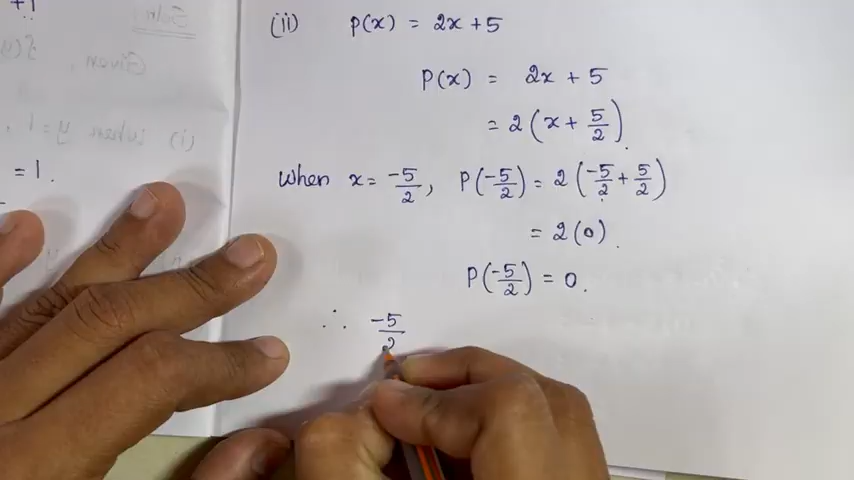 +1
= 1.
(ii) P(x) = 2x + 5
P(x) = 2x + 5
= 2(x + 5/2).
When x = -5/2, P(-5/2) = 2(-5/2 + 5/2)
= 2(0).
P(-5/2) = 0.
∴ -5/2